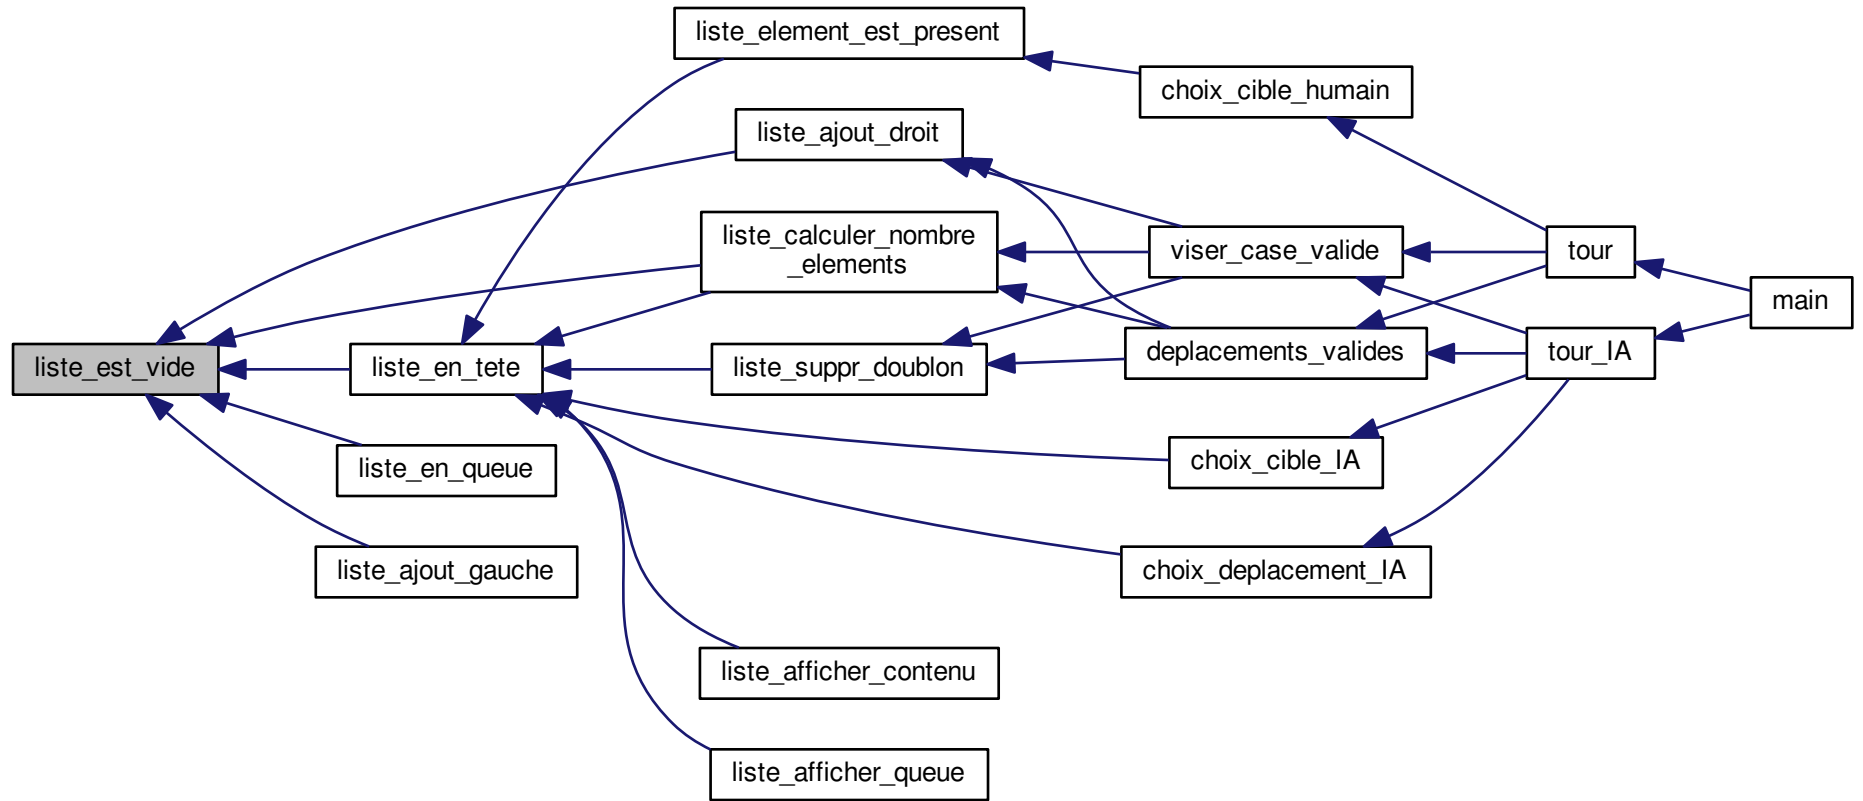 liste_element_est_present
choix_cible_humain
liste_ajout_droit
liste_calculer_nombre
_elements
viser_case_valide
tour
main
liste_est_vide
liste_en_tete
liste_suppr_doublon
deplacements_valides
tour_IA
liste_en_queue
choix_cible_IA
liste_ajout_gauche
choix_deplacement_IA
liste_afficher_contenu
liste_afficher_queue